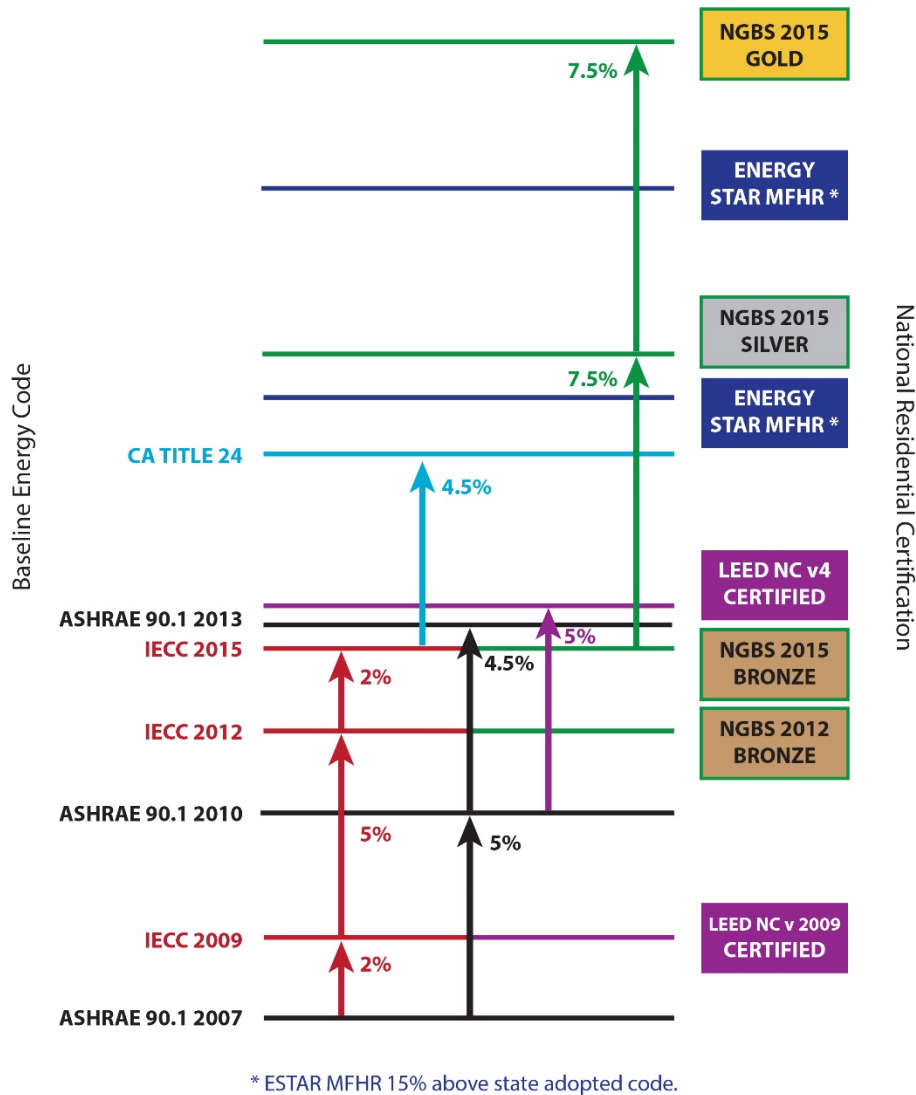 NGBS 2015
GOLD
7.5%
ENERGY
STAR MFHR *
NGBS 2015
SILVER
7.5%
ENERGY
STAR MFHR *
CA TITLE 24
4.5%
Baseline Energy Code
National Residential Certification
LEED NC v4
CERTIFIED
ASHRAE 90.1 2013
5%
IECC 2015
4.5%
2%
NGBS 2015
BRONZE
IECC 2012
NGBS 2012
BRONZE
ASHRAE 90.1 2010
5%
5%
IECC 2009
LEED NC v 2009
CERTIFIED
2%
ASHRAE 90.1 2007
* ESTAR MFHR 15% above state adopted code.